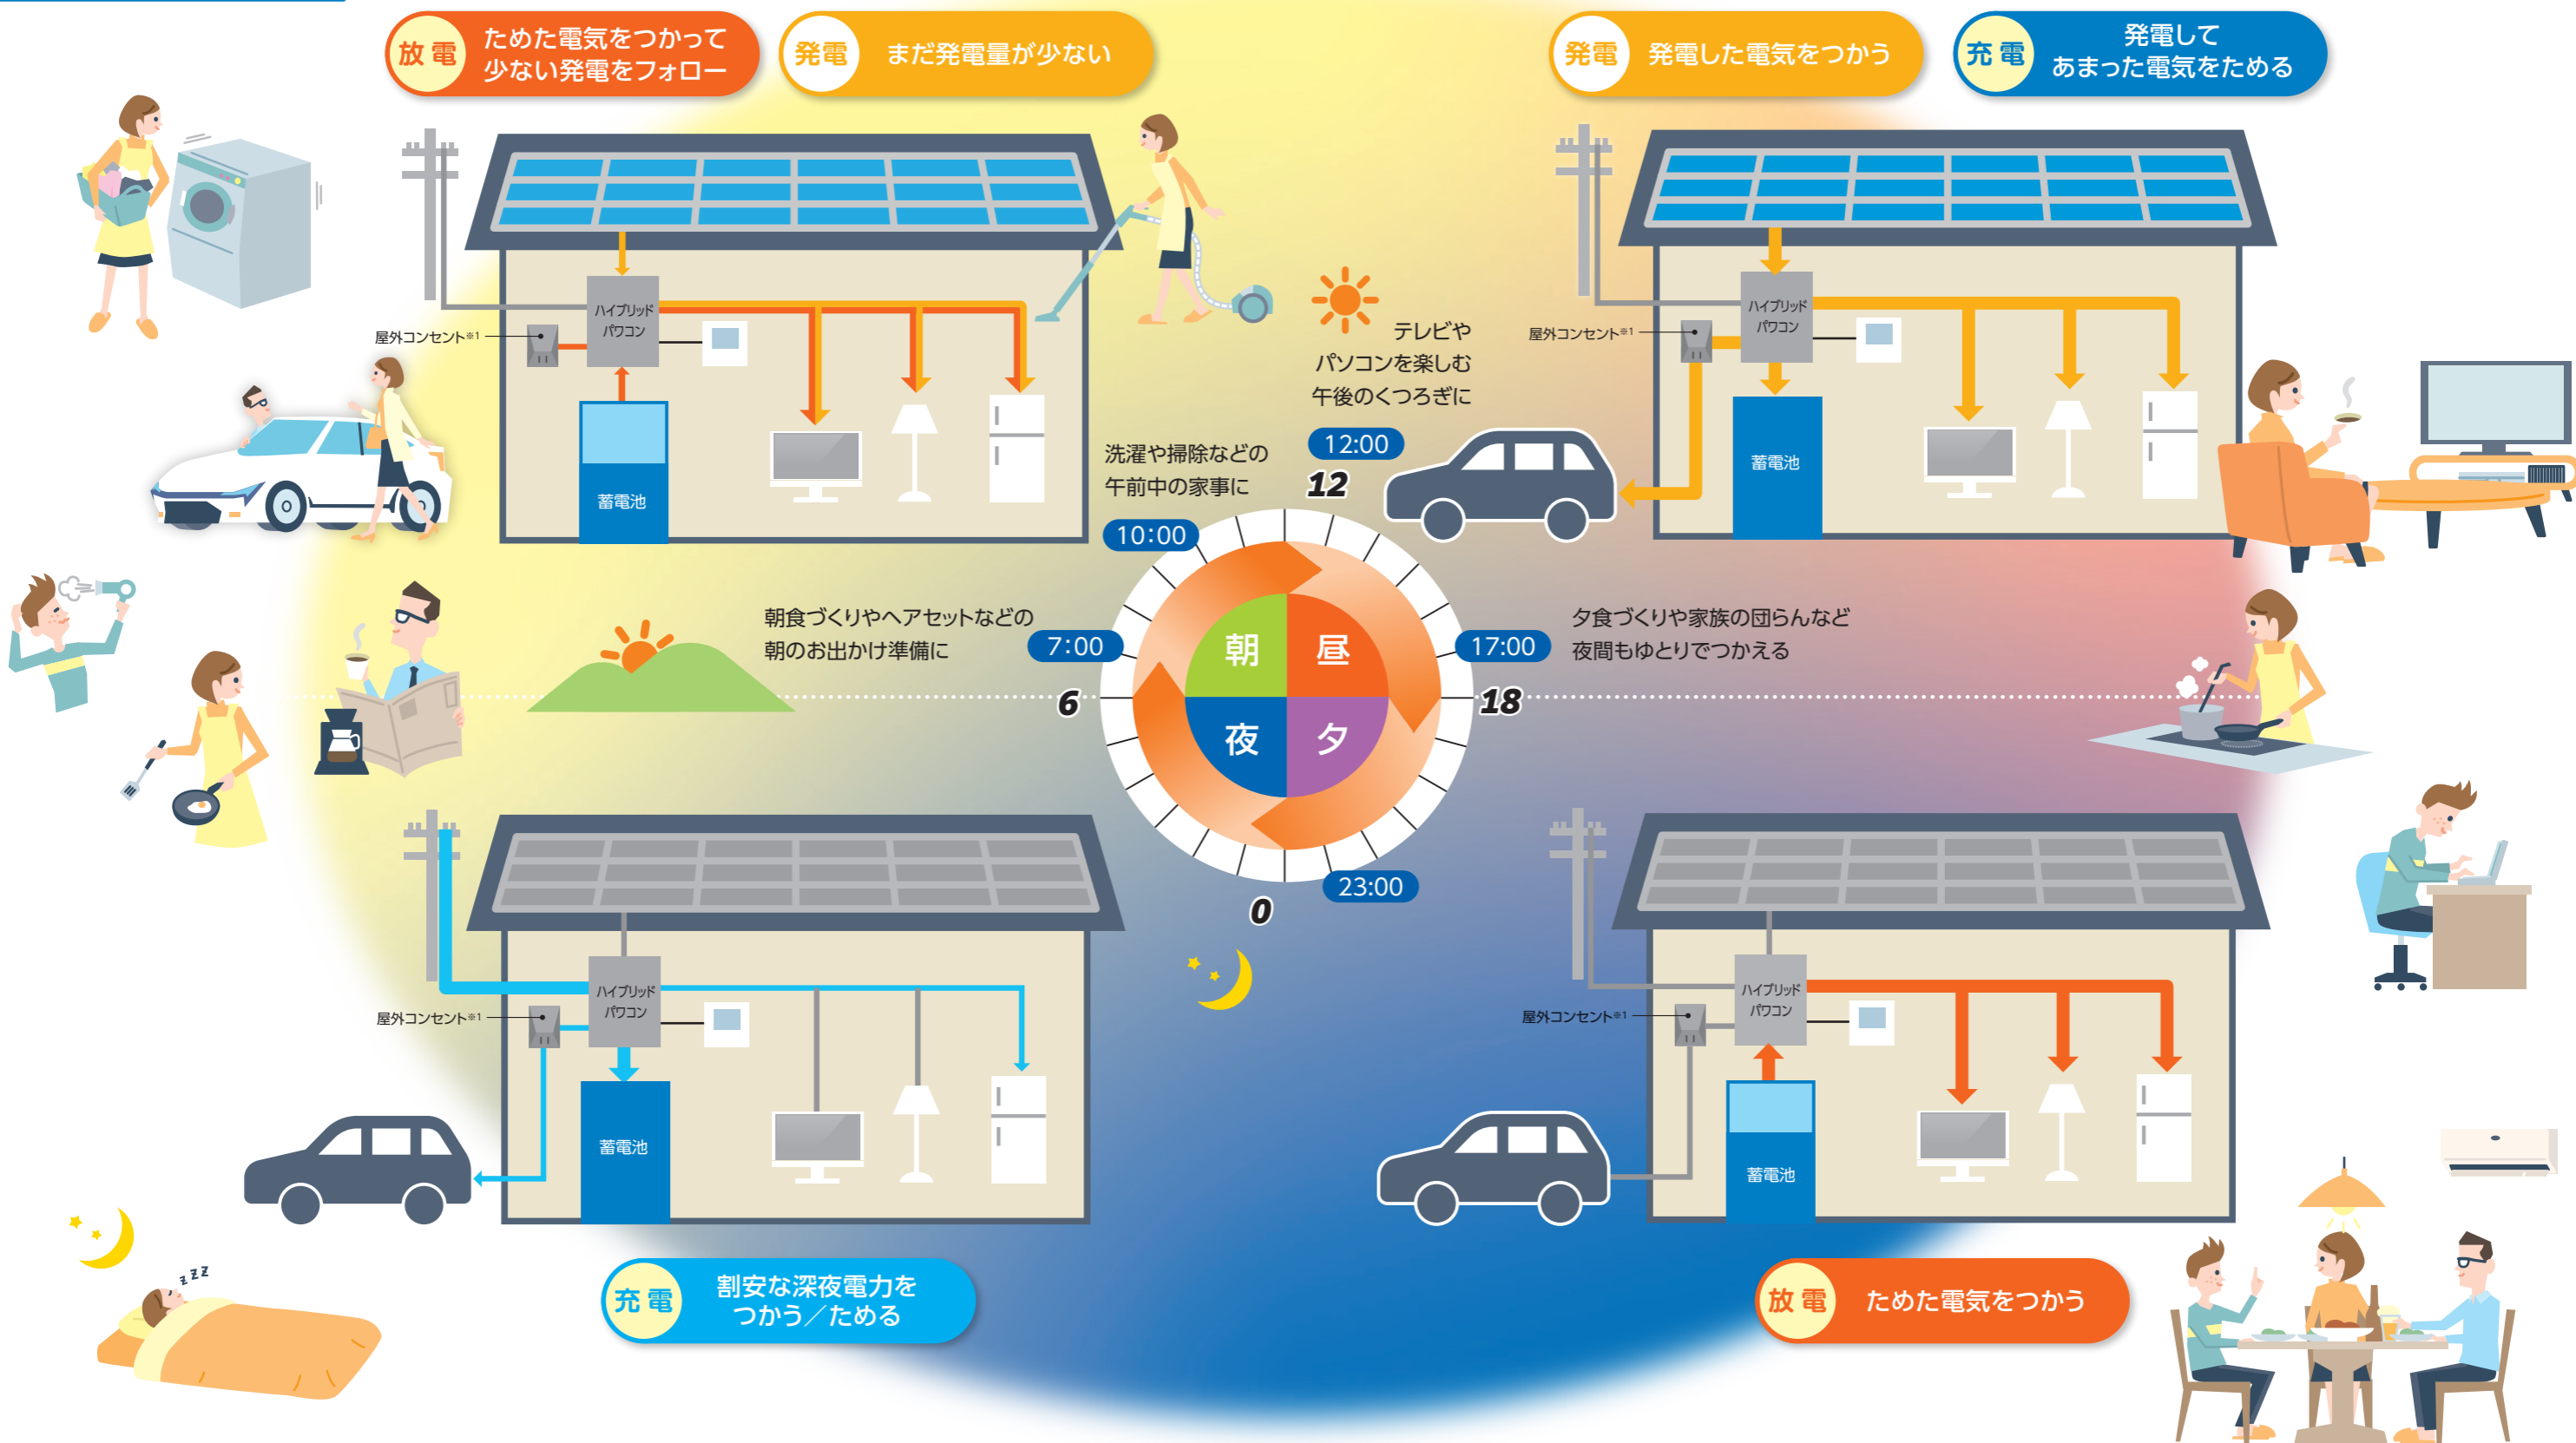 放電
ためた電気をつかって
少ない発電をフォロー
発電
まだ発電量が少ない
発電
発電した電気をつかう
充電
発電して
あまった電気をためる
ハイブリッド
パワコン
屋外コンセント※1
蓄電池
ハイブリッド
パワコン
屋外コンセント※1
蓄電池
テレビや
パソコンを楽しむ
午後のくつろぎに
12:00
12
洗濯や掃除などの
午前中の家事に
10:00
朝食づくりやヘアセットなどの
朝のお出かけ準備に
7:00
6
朝
昼
夜
夕
17:00
18
夕食づくりや家族の団らんなど
夜間もゆとりでつかえる
23:00
0
ハイブリッド
パワコン
屋外コンセント※1
蓄電池
ハイブリッド
パワコン
屋外コンセント※1
蓄電池
zzz
充電
割安な深夜電力を
つかう／ためる
放電
ためた電気をつかう